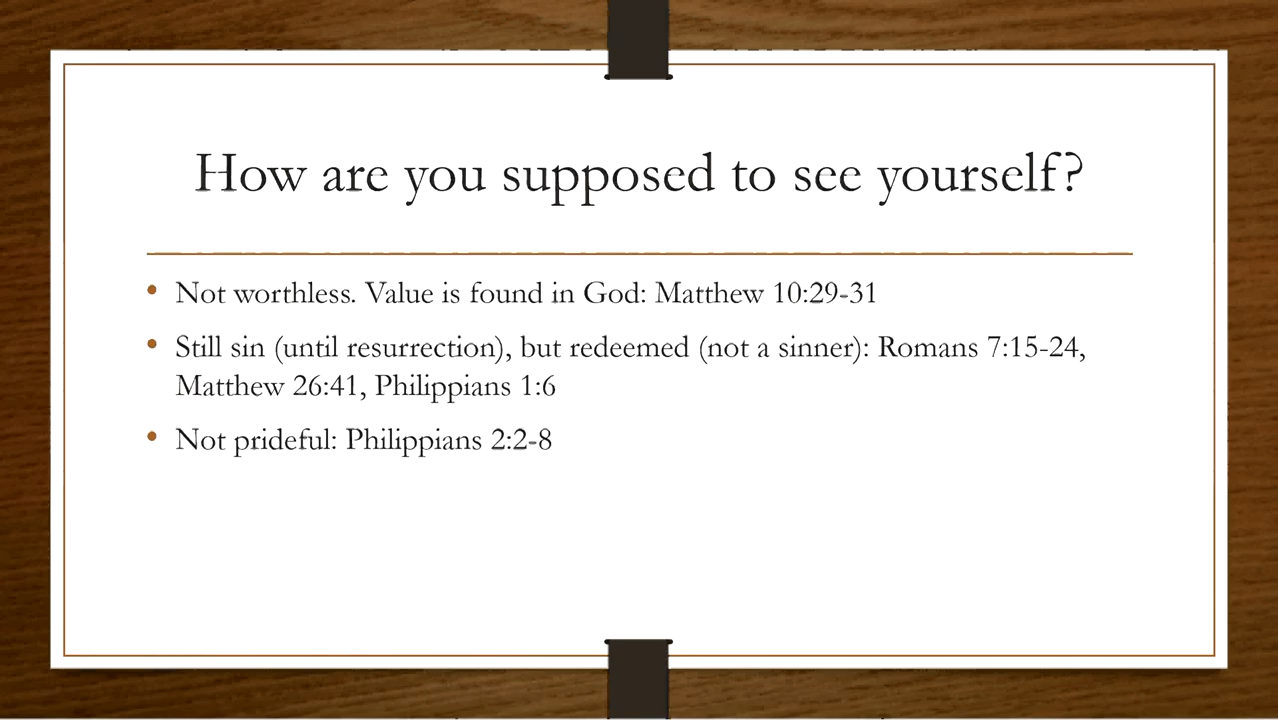 How are you supposed to see yourself?
• Not worthless. Value is found in God: Matthew 10:29-31
• Still sin (until resurrection), but redeemed (not a sinner): Romans 7:15-24,
Matthew 26:41, Philippians 1:6
• Not prideful: Philippians 2:2-8